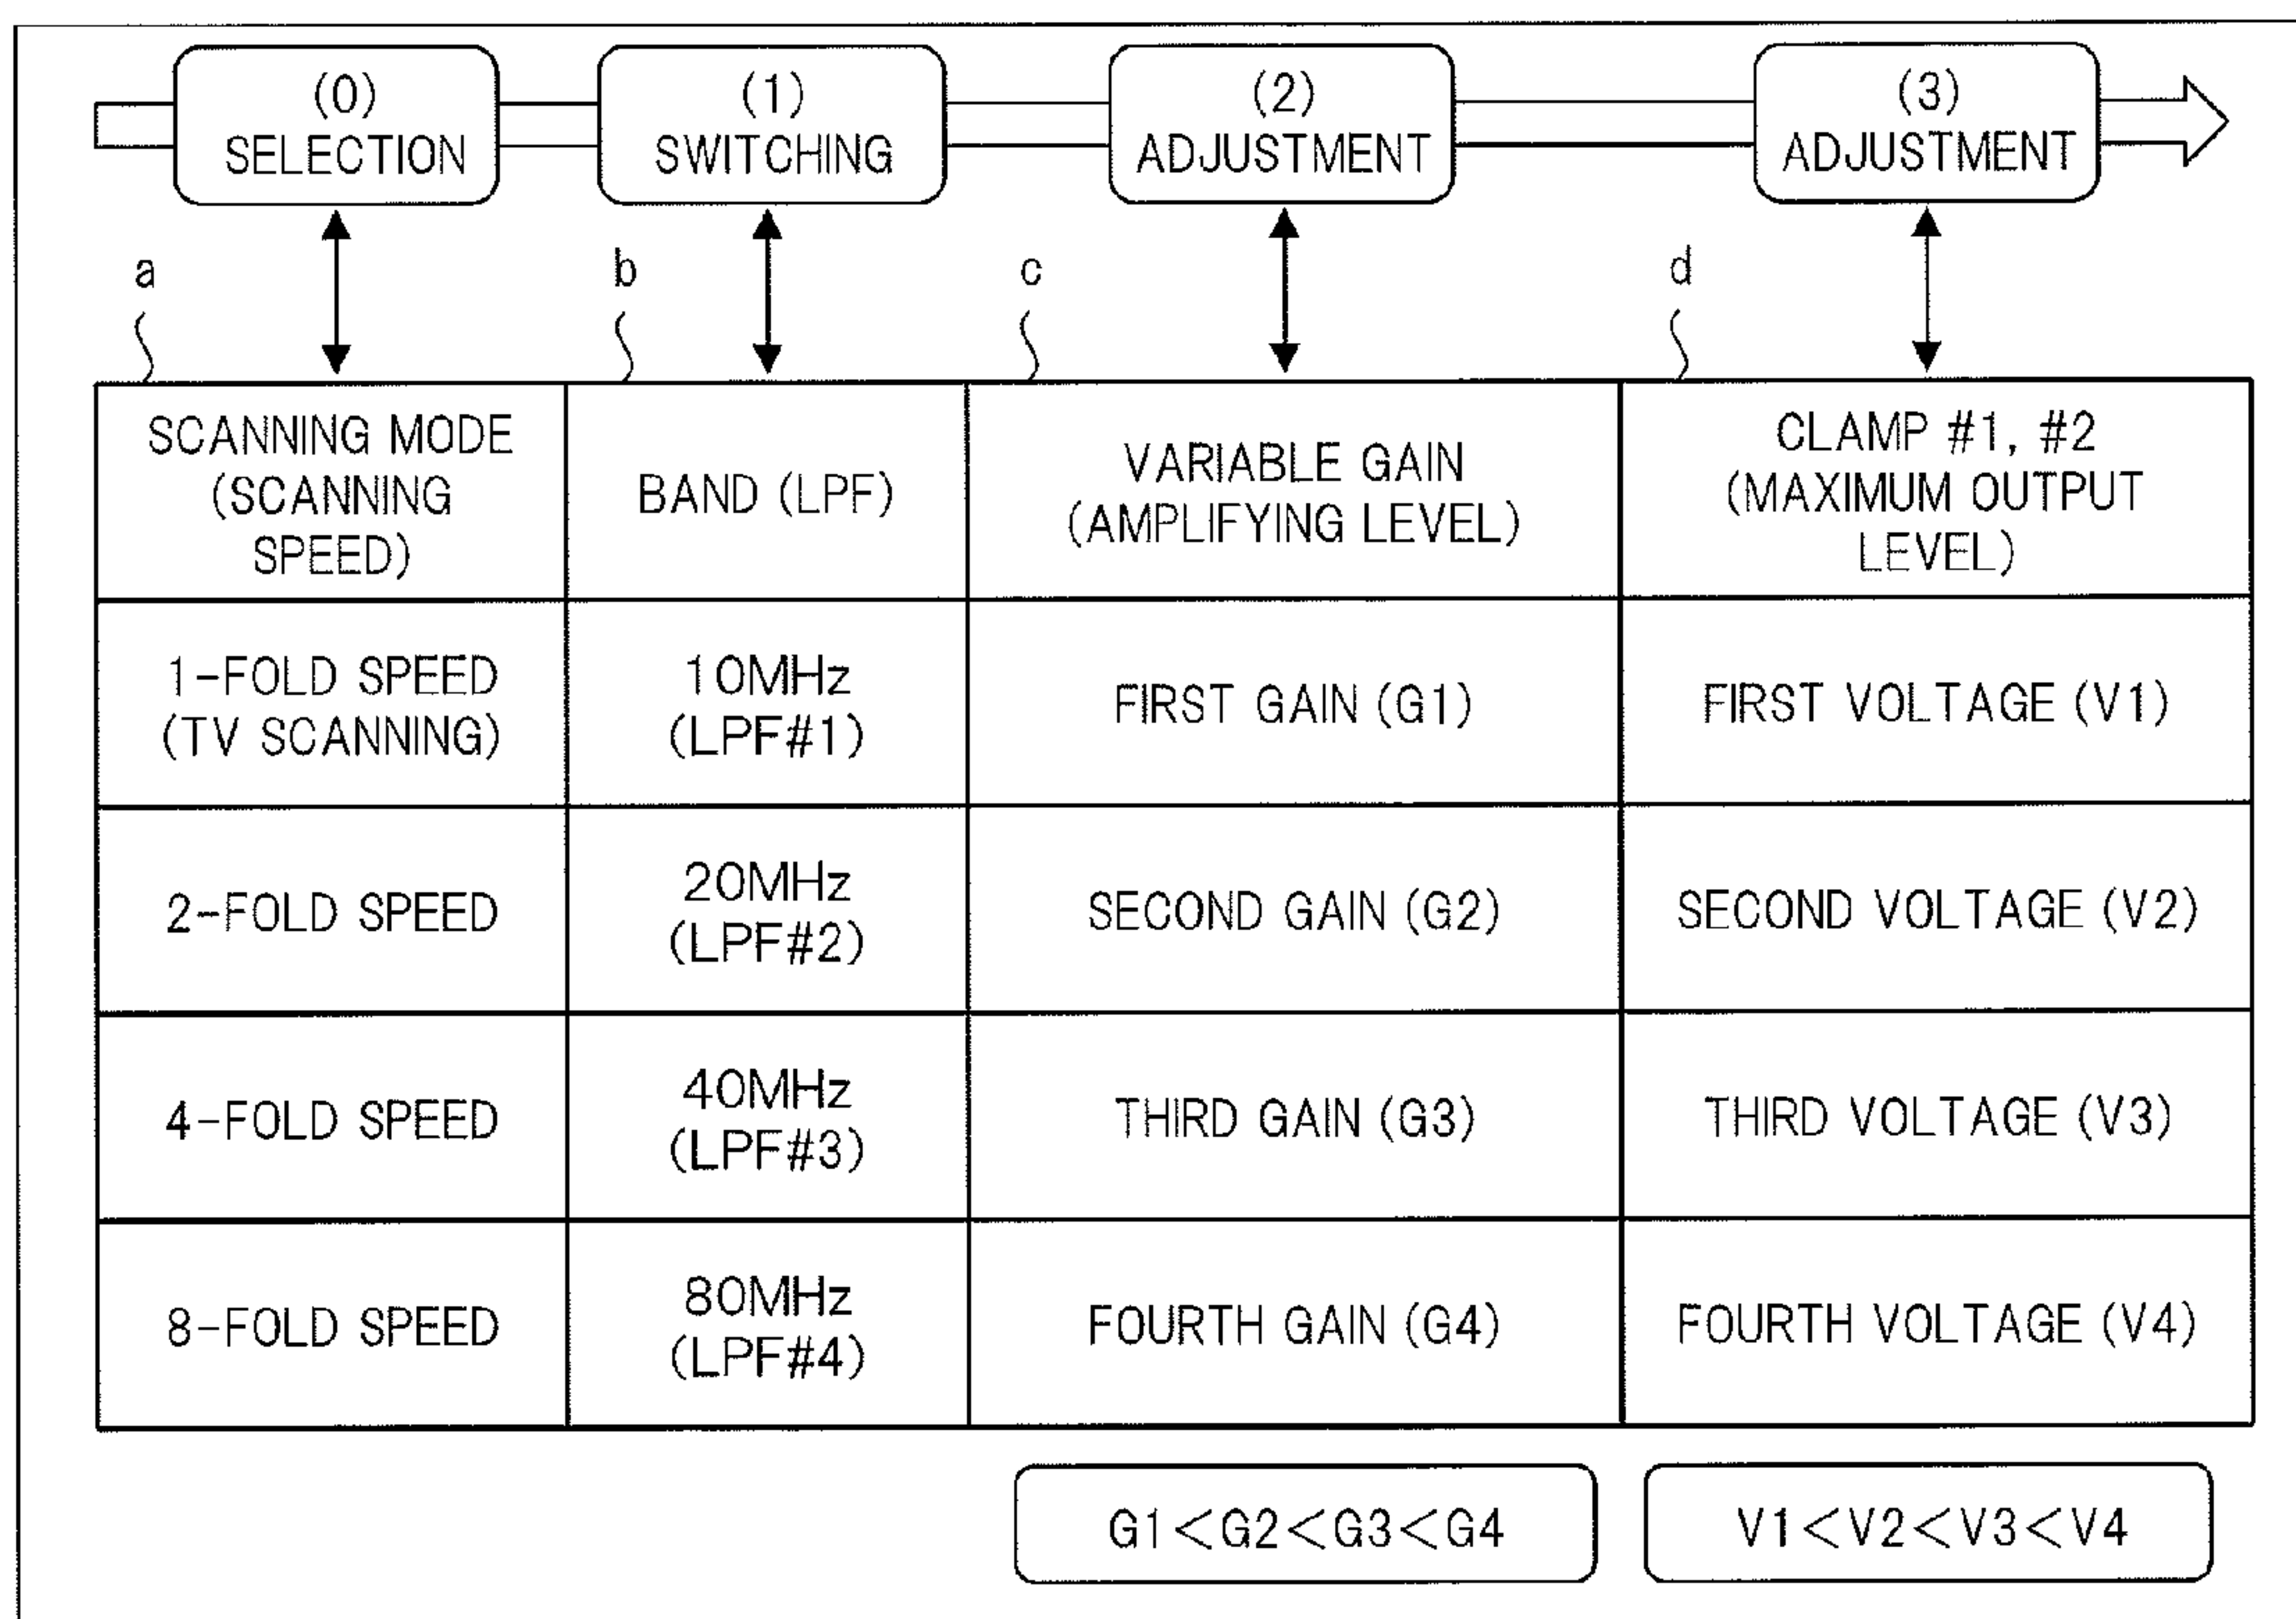 (0)
SELECTION
(1)
SWITCHING
(2)
ADJUSTMENT
(3)
ADJUSTMENT
a
b
c
d
SCANNING MODE
(SCANNING
SPEED)
BAND (LPF)
VARIABLE GAIN
(AMPLIFYING LEVEL)
CLAMP #1, #2
(MAXIMUM OUTPUT
LEVEL)
1-FOLD SPEED
(TV SCANNING)
10MHz
(LPF#1)
FIRST GAIN (G1)
FIRST VOLTAGE (V1)
2-FOLD SPEED
20MHz
(LPF#2)
SECOND GAIN (G2)
SECOND VOLTAGE (V2)
4-FOLD SPEED
40MHz
(LPF#3)
THIRD GAIN (G3)
THIRD VOLTAGE (V3)
8-FOLD SPEED
80MHz
(LPF#4)
FOURTH GAIN (G4)
FOURTH VOLTAGE (V4)
G1<G2<G3<G4
V1<V2<V3<V4